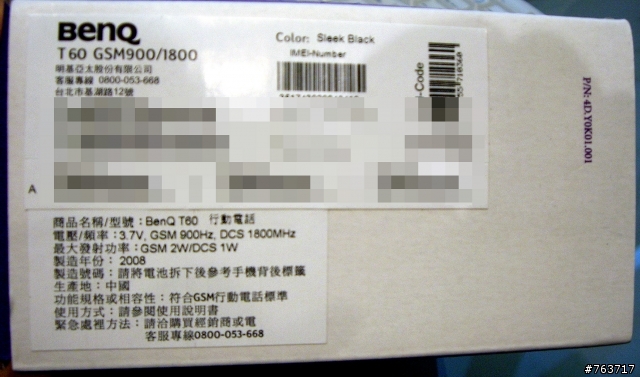 BenQ
T60 GSM900/1800
明基亞太股份有限公司
客服專線 0800-053-668
台北市基湖路12號
Color: Sleek Black
IMEI-Number
-Code
P/N: 4D.Y0K01.001
A
商品名稱/型號：BenQ T60 行動電話
電壓/頻率：3.7V, GSM 900Hz, DCS 1800MHz
最大發射功率：GSM 2W/DCS 1W
製造年份： 2008
製造號碼：請將電池拆下後參考手機背後標籤
生產產地：中國
功能規格或相容性：符合GSM行動電話標準
使用方式：請參閱使用說明書
緊急處裡方法：請洽購買經銷商或電
客服專線0800-053-668
#763717